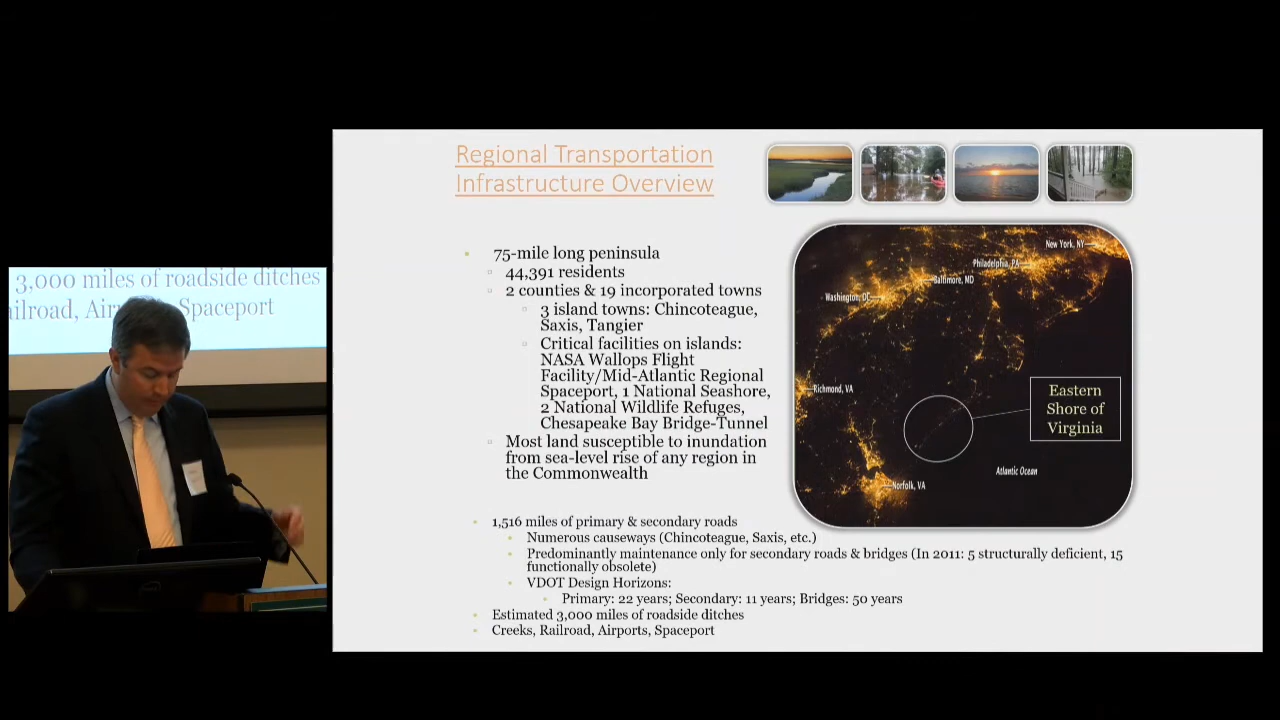 3,000 miles of roadside ditches
Railroad, Air Spaceport
Regional Transportation
Infrastructure Overview
75-mile long peninsula
44,391 residents
2 counties & 19 incorporated towns
3 island towns: Chincoteague,
Saxis, Tangier
Critical facilities on islands:
NASA Wallops Flight
Facility/Mid-Atlantic Regional
Spaceport, 1 National Seashore,
2 National Wildlife Refuges,
Chesapeake Bay Bridge-Tunnel
Most land susceptible to inundation
from sea-level rise of any region in
the Commonwealth
1,516 miles of primary & secondary roads
Numerous causeways (Chincoteague, Saxis, etc.)
Predominantly maintenance only for secondary roads & bridges (In 2011: 5 structurally deficient, 15
functionally obsolete)
VDOT Design Horizons:
Primary: 22 years; Secondary: 11 years; Bridges: 50 years
Estimated 3,000 miles of roadside ditches
Creeks, Railroad, Airports, Spaceport
New York, NY
Philadelphia, PA
Baltimore, MD
Washington, DC
Richmond, VA
Eastern
Shore of
Virginia
Atlantic Ocean
Norfolk, VA